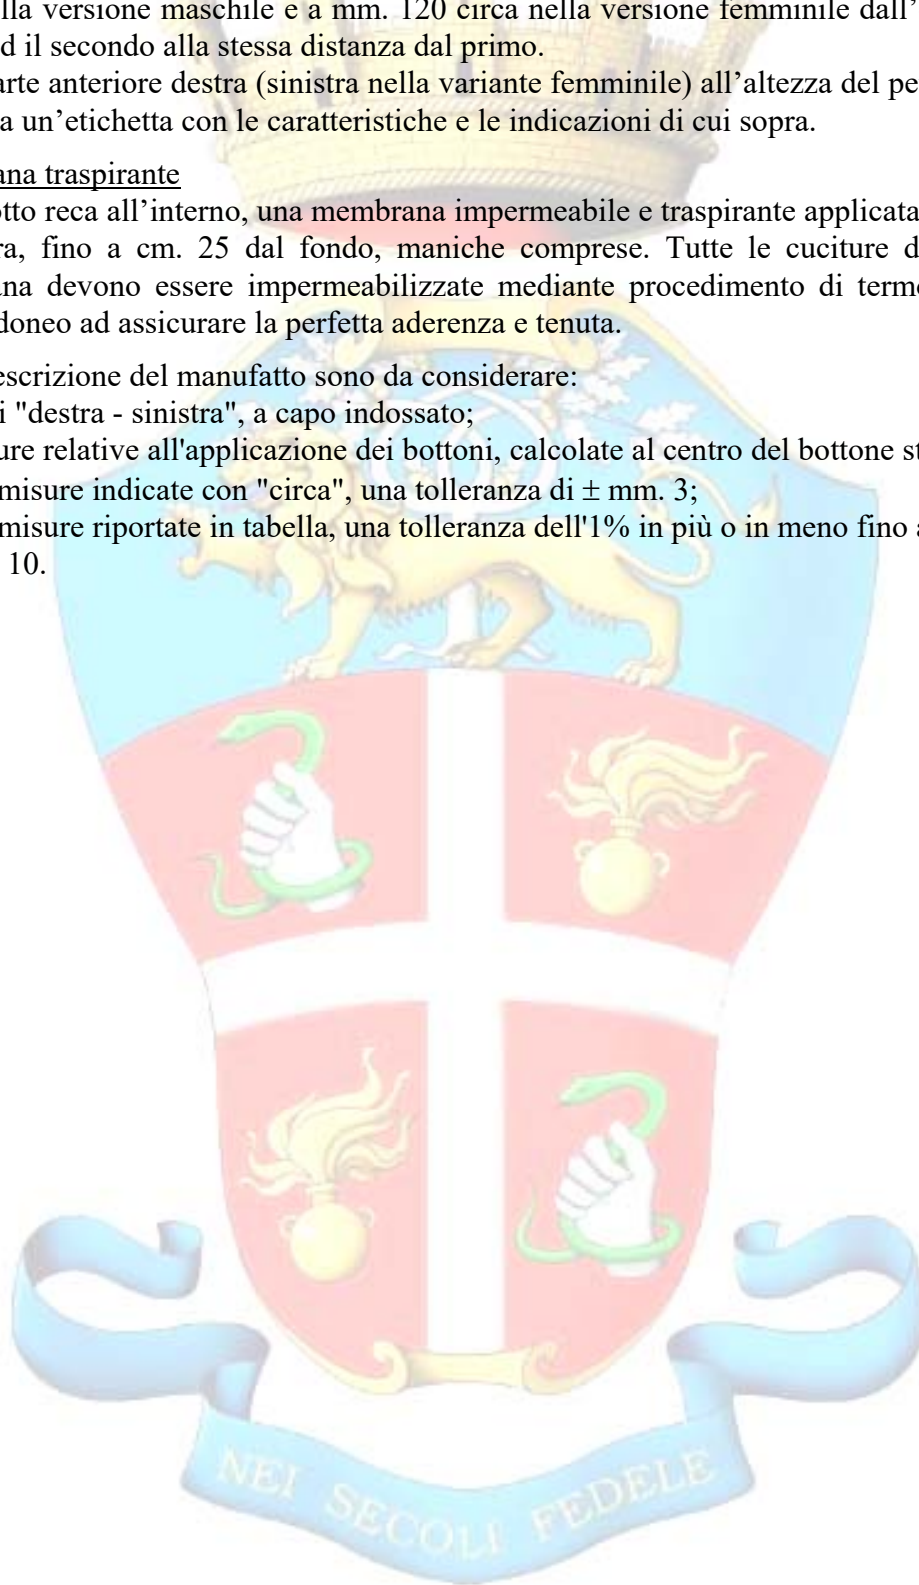 lla versione maschile e a mm. 120 circa nella versione femminile dall’
d il secondo alla stessa distanza dal primo.
arte anteriore destra (sinistra nella variante femminile) all’altezza del pe
a un’etichetta con le caratteristiche e le indicazioni di cui sopra.
ana traspirante
otto reca all’interno, una membrana impermeabile e traspirante applicata
ra, fino a cm. 25 dal fondo, maniche comprese. Tutte le cuciture d
ana devono essere impermeabilizzate mediante procedimento di termo
doneo ad assicurare la perfetta aderenza e tenuta.
escrizione del manufatto sono da considerare:
i "destra - sinistra", a capo indossato;
ure relative all'applicazione dei bottoni, calcolate al centro del bottone st
misure indicate con "circa", una tolleranza di ± mm. 3;
misure riportate in tabella, una tolleranza dell'1% in più o in meno fino a
10.
NEI SECOLI FEDELE